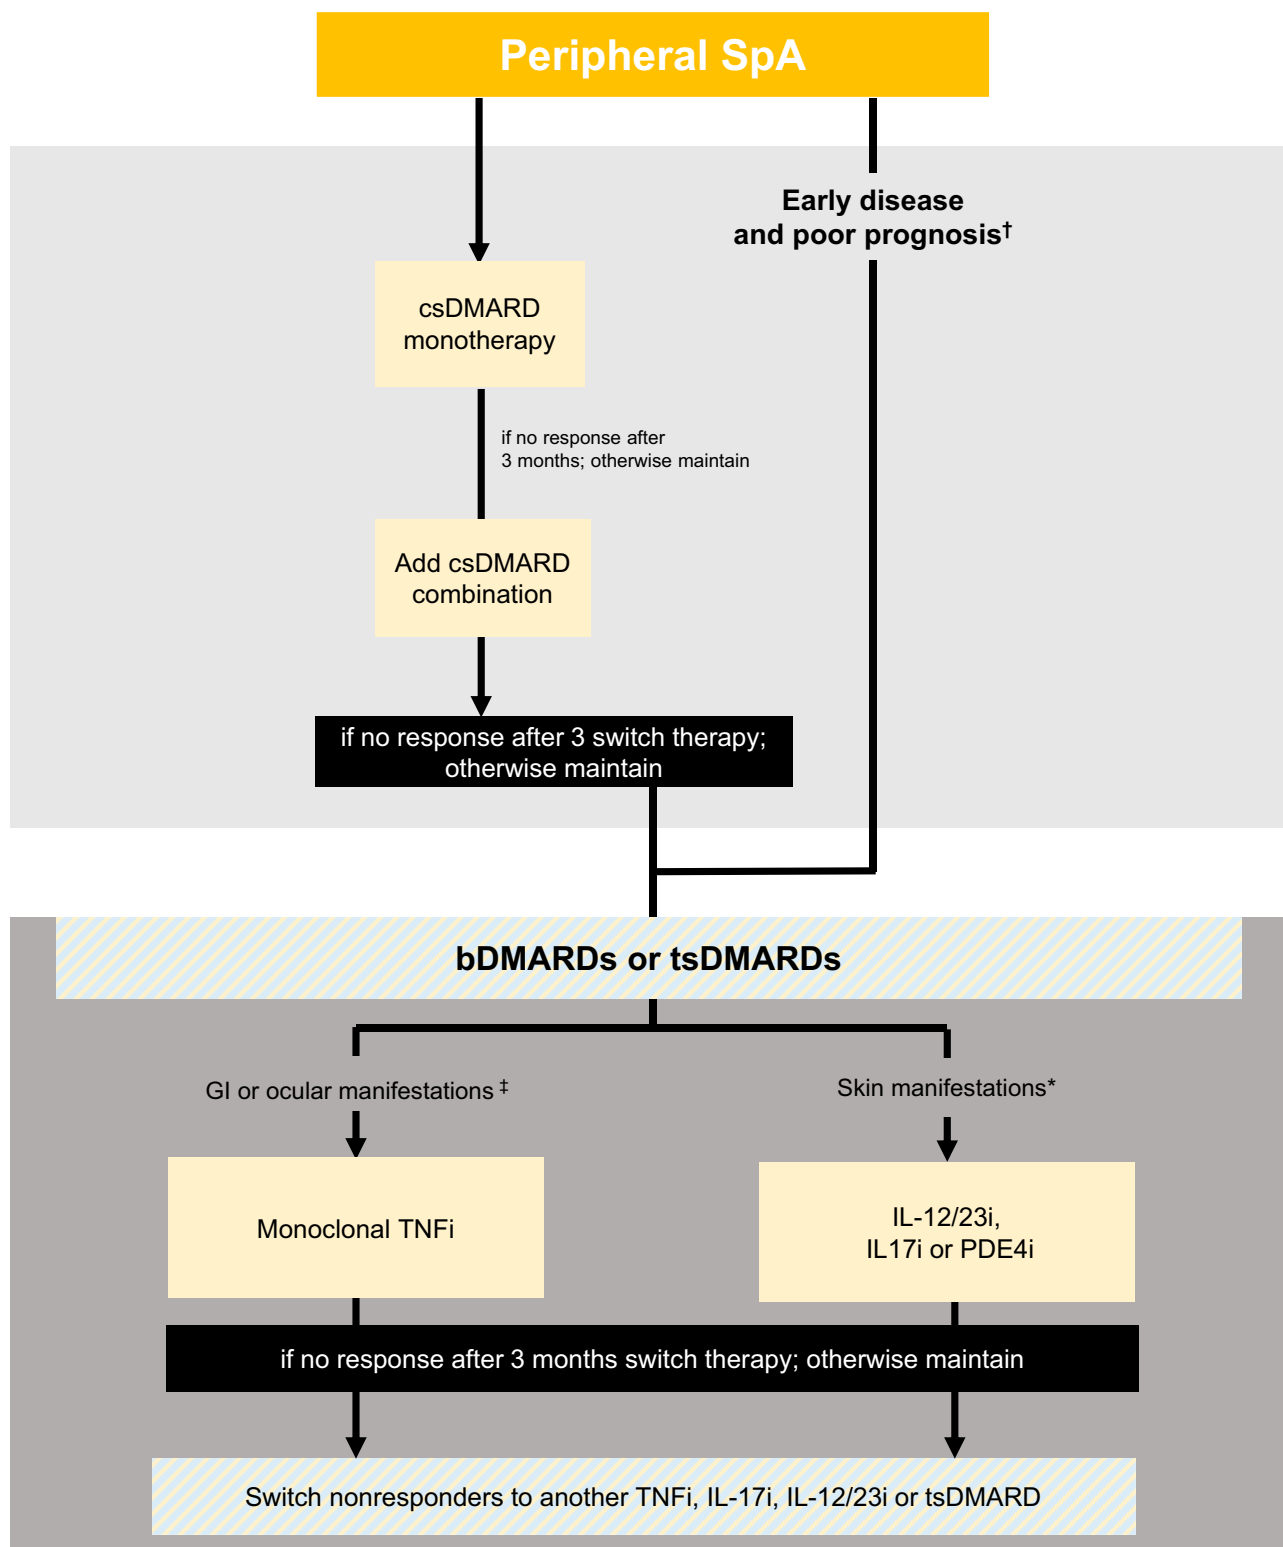 Peripheral SpA
Early disease
and poor prognosis†
csDMARD
monotherapy
if no response after
3 months; otherwise maintain
Add csDMARD
combination
if no response after 3 switch therapy;
otherwise maintain
bDMARDs or tsDMARDs
GI or ocular manifestations ‡
Skin manifestations*
Monoclonal TNFi
IL-12/23i,
IL17i or PDE4i
if no response after 3 months switch therapy; otherwise maintain
Switch nonresponders to another TNFi, IL-17i, IL-12/23i or tsDMARD